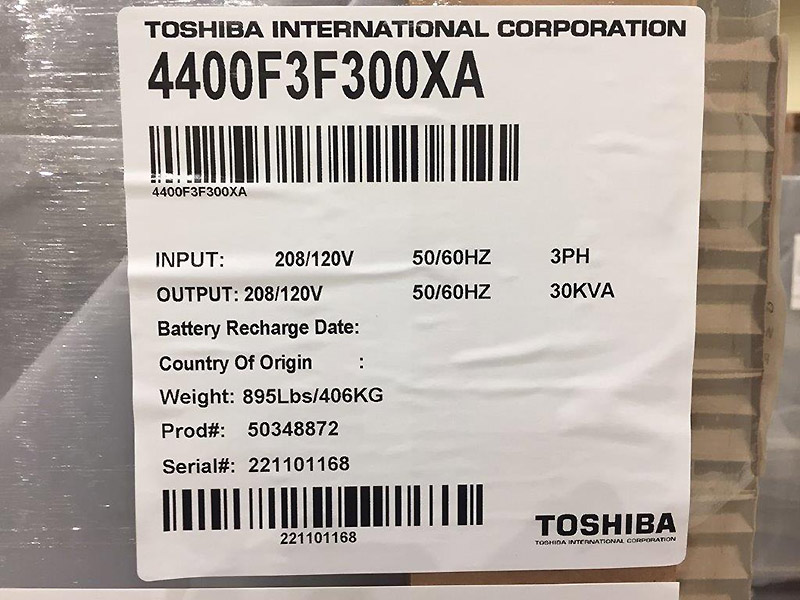 TOSHIBA INTERNATIONAL CORPORATION
4400F3F300XA
4400F3F300XA
INPUT: 208/120V 50/60HZ 3PH
OUTPUT: 208/120V 50/60HZ 30KVA
Battery Recharge Date:
Country Of Origin :
Weight: 895Lbs/406KG
Prod#: 50348872
Serial#: 221101168
221101168
TOSHIBA
TOSHIBA INTERNATIONAL CORPORATION